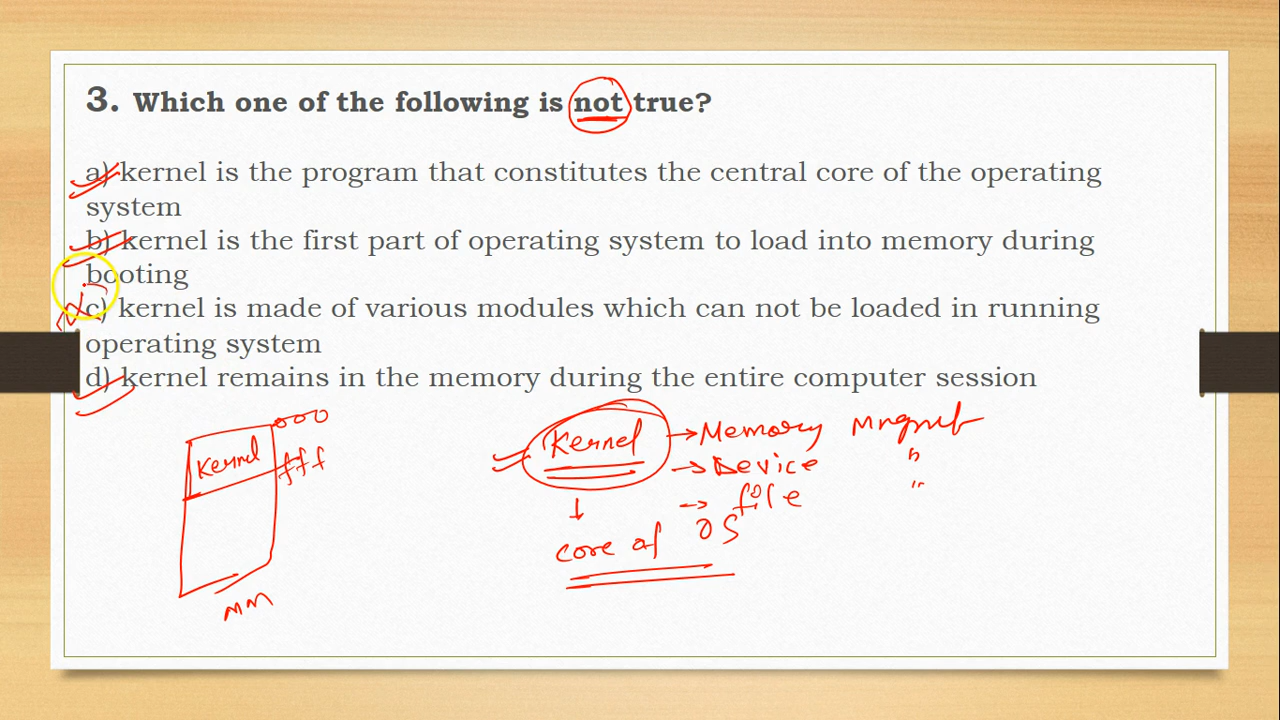 3. Which one of the following is not true?
a) kernel is the program that constitutes the central core of the operating
system
b) kernel is the first part of operating system to load into memory during
booting
c) kernel is made of various modules which can not be loaded in running
operating system
d) kernel remains in the memory during the entire computer session
000
Kernel
fff
MM
Kernel → Memory
→ Device "
→ file "
↓
core of OS